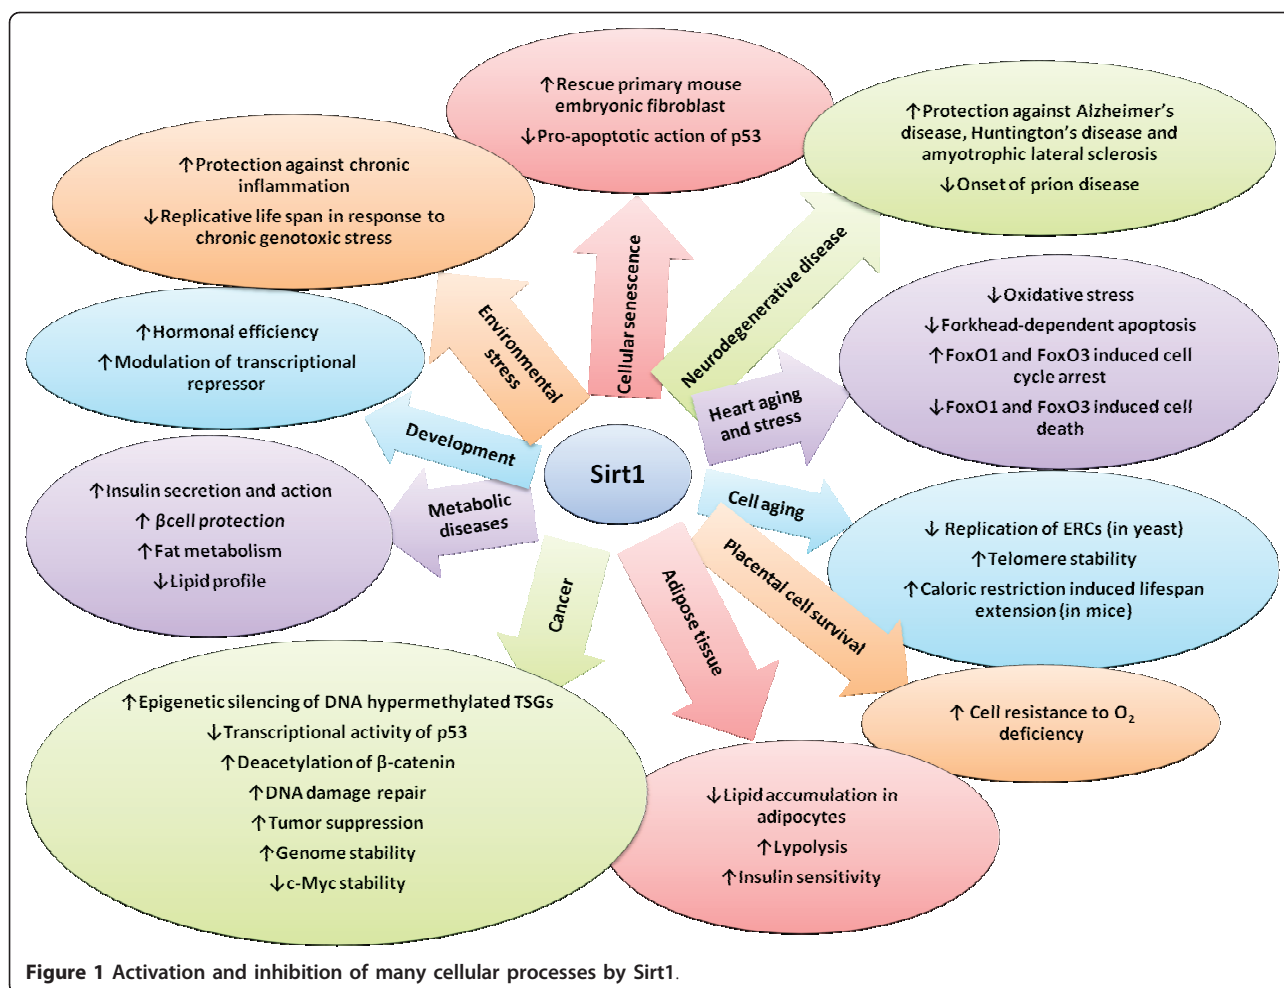 ↑Rescue primary mouse
embryonic fibroblast
↓Pro-apoptotic action of p53
↑Protection against Alzheimer's
disease, Huntington's disease and
amyotrophic lateral sclerosis
↓Onset of prion disease
↑Protection against chronic
inflammation
↓Replicative life span in response to
chronic genotoxic stress
↓Oxidative stress
↓Forkhead-dependent apoptosis
↑FoxO1 and FoxO3 induced cell
cycle arrest
↓FoxO1 and FoxO3 induced cell
death
↑Hormonal efficiency
↑Modulation of transcriptional
repressor
Environmental
stress
Cellular senescence
Neurodegenerative disease
Heart aging
and stress
Development
Sirt1
Metabolic
diseases
Cell aging
↑Insulin secretion and action
↑βcell protection
↑Fat metabolism
↓Lipid profile
↓ Replication of ERCs (in yeast)
↑Telomere stability
↑Caloric restriction induced lifespan
extension (in mice)
Cancer
Adipose tissue
Placental cell survival
↑Epigenetic silencing of DNA hypermethylated TSGs
↓Transcriptional activity of p53
↑Deacetylation of β-catenin
↑DNA damage repair
↑Tumor suppression
↑Genome stability
↓c-Myc stability
↑ Cell resistance to O₂
deficiency
↓Lipid accumulation in
adipocytes
↑Lypolysis
↑Insulin sensitivity
Figure 1 Activation and inhibition of many cellular processes by Sirt1.